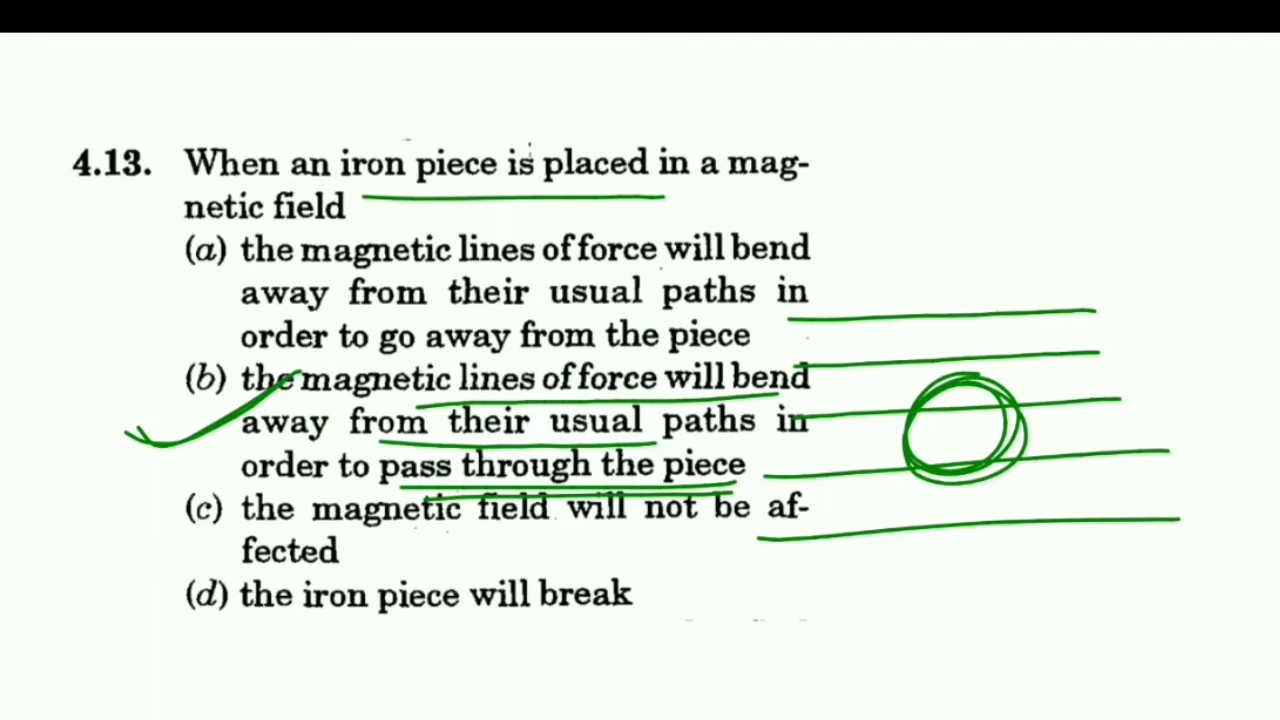 4.13. When an iron piece is placed in a mag-
netic field
(a) the magnetic lines of force will bend
away from their usual paths in
order to go away from the piece
(b) the magnetic lines of force will bend
away from their usual paths in
order to pass through the piece
(c) the magnetic field will not be af-
fected
(d) the iron piece will break